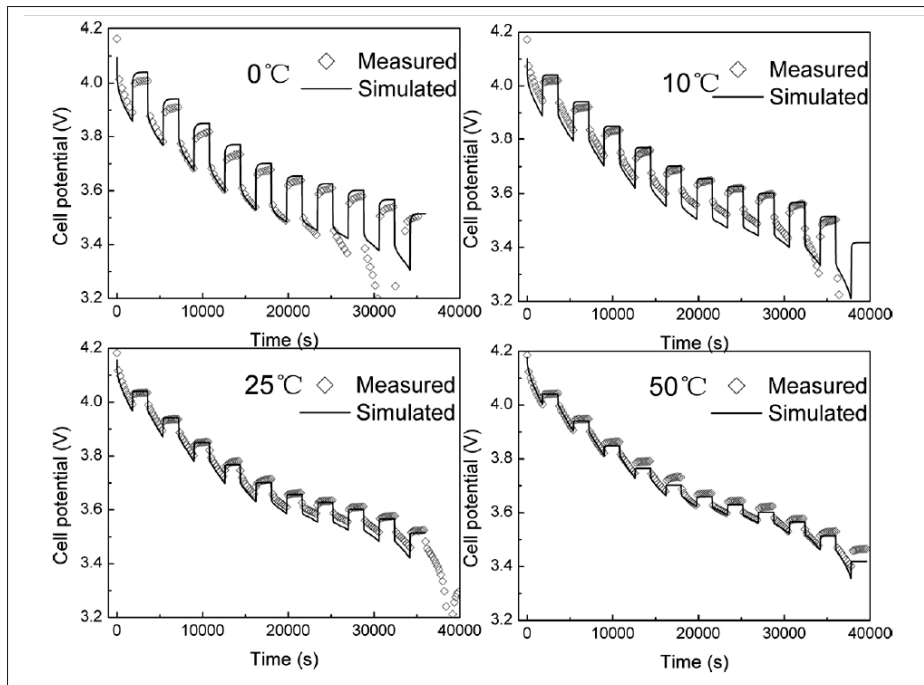 4.2
4.0
3.8
3.6
3.4
3.2
Cell potential (V)
0℃
Measured
Simulated
0 10000 20000 30000 40000
Time (s)
4.2
4.0
3.8
3.6
3.4
3.2
Cell potential (V)
10℃
Measured
Simulated
0 10000 20000 30000 40000
Time (s)
4.2
4.0
3.8
3.6
3.4
3.2
Cell potential (V)
25℃
Measured
Simulated
0 10000 20000 30000 40000
Time (s)
4.2
4.0
3.8
3.6
3.4
3.2
Cell potential (V)
50℃
Measured
Simulated
0 10000 20000 30000 40000
Time (s)